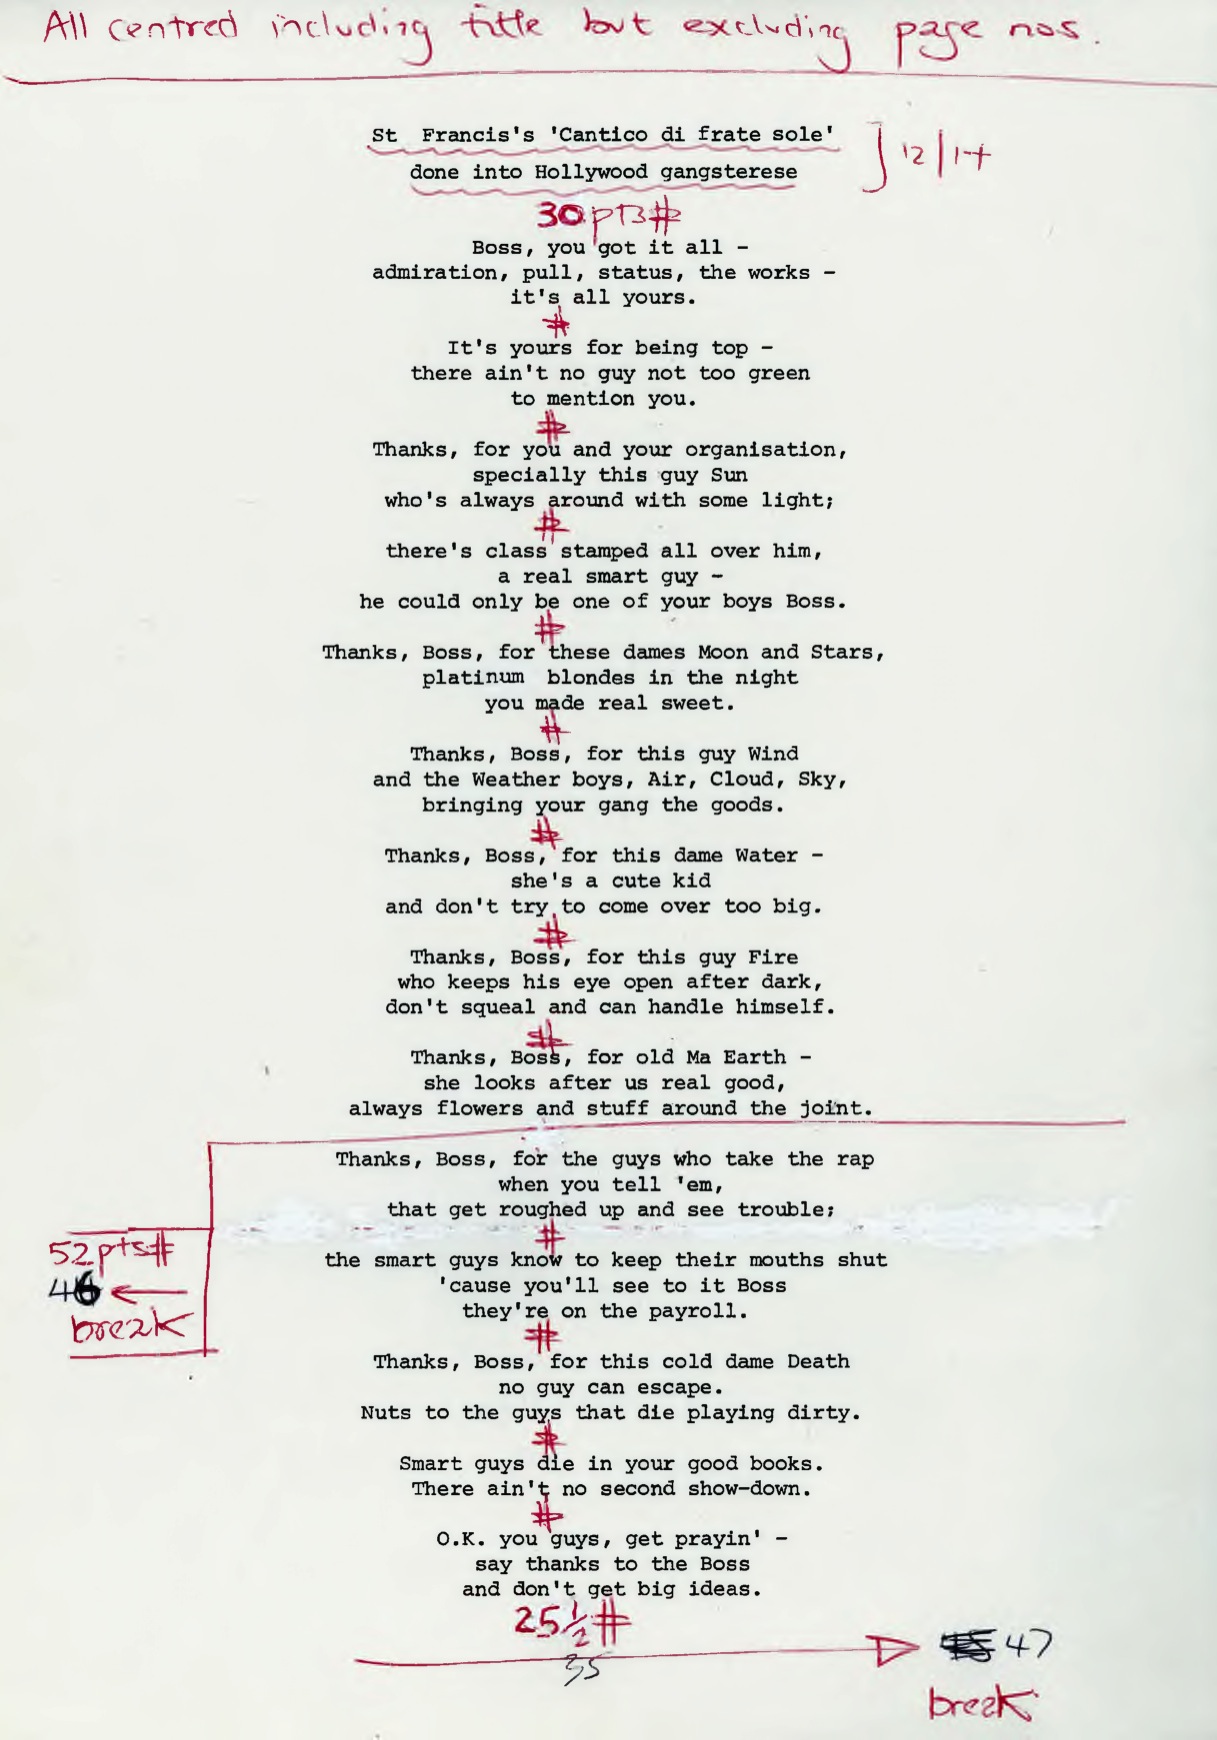 All centred including title but excluding page nos.
St Francis's 'Cantico di frate sole'
12/14
done into Hollywood gangsterese
30 pts #
Boss, you got it all -
admiration, pull, status, the works -
it's all yours.
#
It's yours for being top -
there ain't no guy not too green
to mention you.
#
Thanks, for you and your organisation,
specially this guy Sun
who's always around with some light;
#
there's class stamped all over him,
a real smart guy -
he could only be one of your boys Boss.
#
Thanks, Boss, for these dames Moon and Stars,
platinum blondes in the night
you made real sweet.
#
Thanks, Boss, for this guy Wind
and the Weather boys, Air, Cloud, Sky,
bringing your gang the goods.
#
Thanks, Boss, for this dame Water -
she's a cute kid
and don't try to come over too big.
#
Thanks, Boss, for this guy Fire
who keeps his eye open after dark,
don't squeal and can handle himself.
#
Thanks, Boss, for old Ma Earth -
she looks after us real good,
always flowers and stuff around the joint.
Thanks, Boss, for the guys who take the rap
when you tell 'em,
that get roughed up and see trouble;
52pts#
46
break
#
the smart guys know to keep their mouths shut
'cause you'll see to it Boss
they're on the payroll.
#
Thanks, Boss, for this cold dame Death
no guy can escape.
Nuts to the guys that die playing dirty.
#
Smart guys die in your good books.
There ain't no second show-down.
#
O.K. you guys, get prayin' -
say thanks to the Boss
and don't get big ideas.
25½#
47
35
break